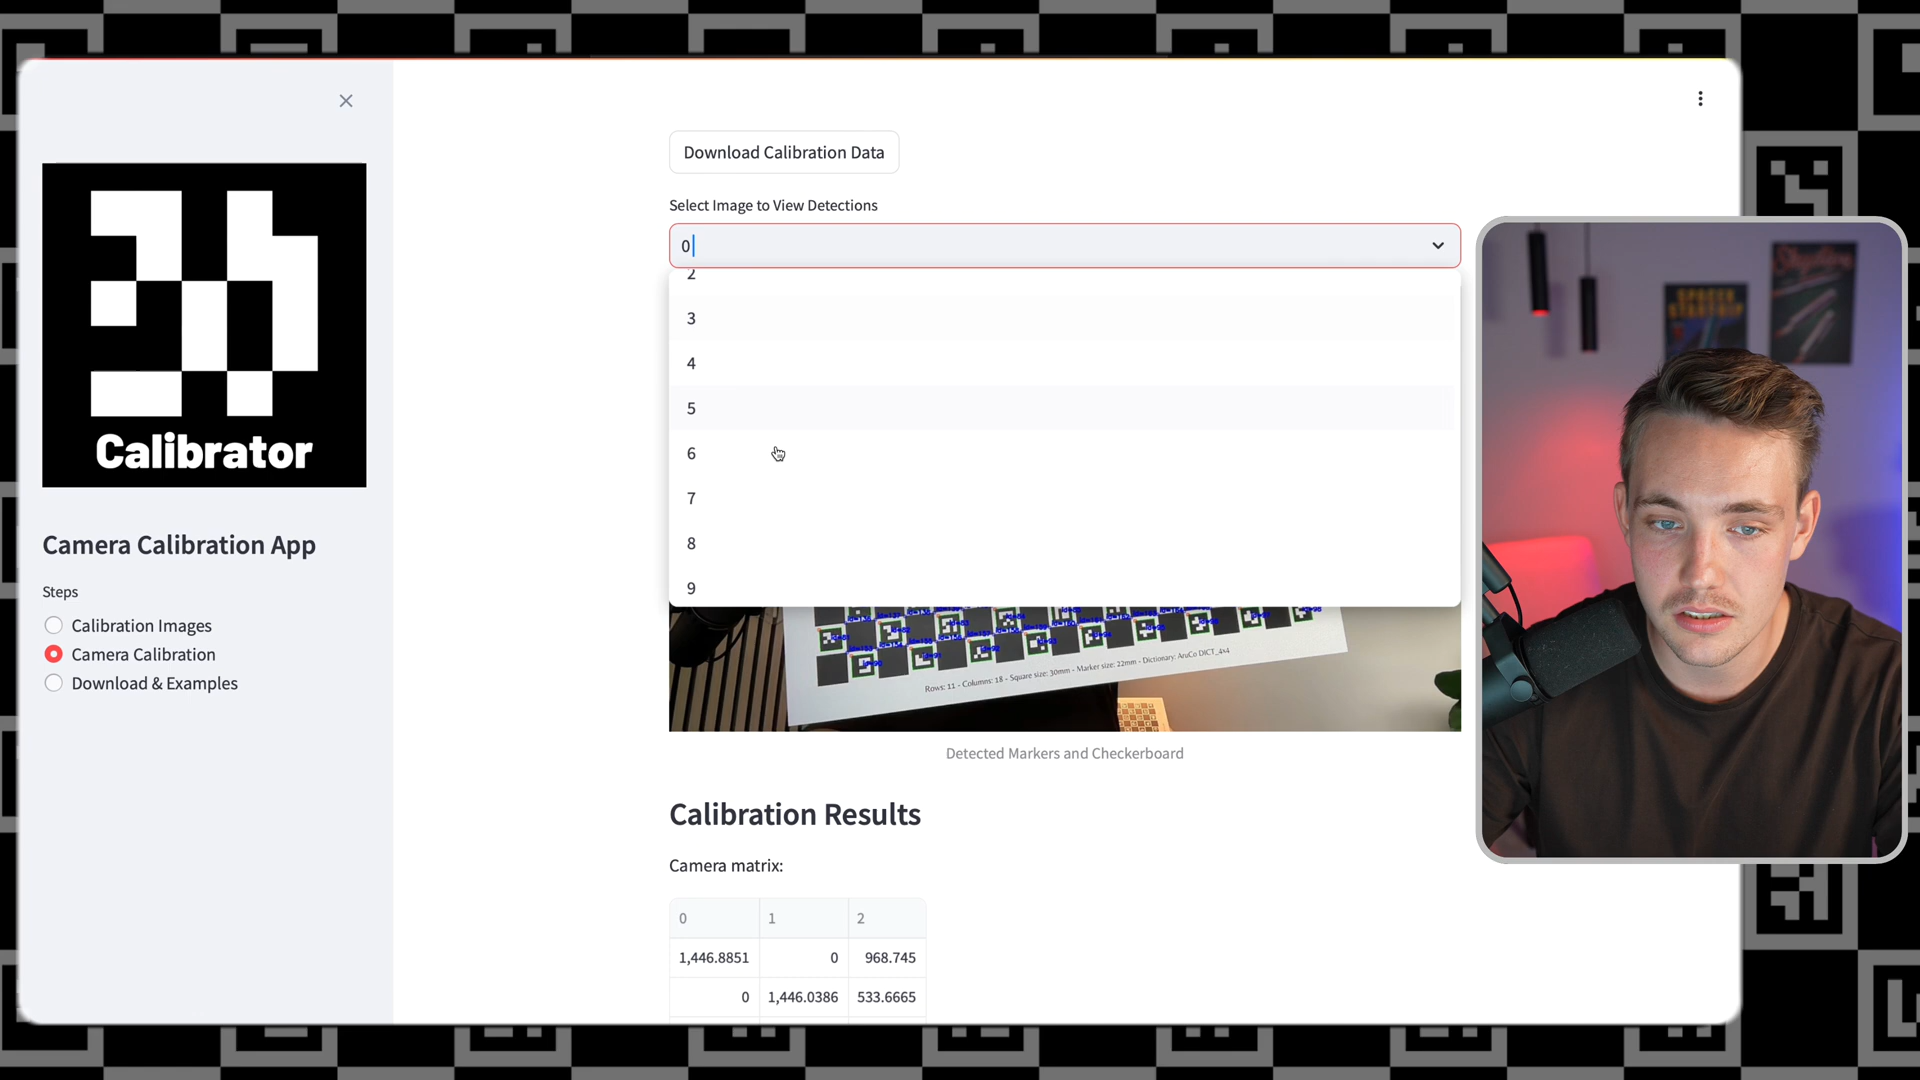 Download Calibration Data
Select Image to View Detections
0
2
3
4
5
6
7
8
9
Calibrator
Camera Calibration App
Steps
Calibration Images
Camera Calibration
Download & Examples
Rows: 11 - Columns: 18 - Square size: 30mm - Marker size: 22mm - Dictionary: AruCo DICT_4x4
Detected Markers and Checkerboard
Calibration Results
Camera matrix:
0 1 2
1,446.8851 0 968.745
0 1,446.0386 533.6665